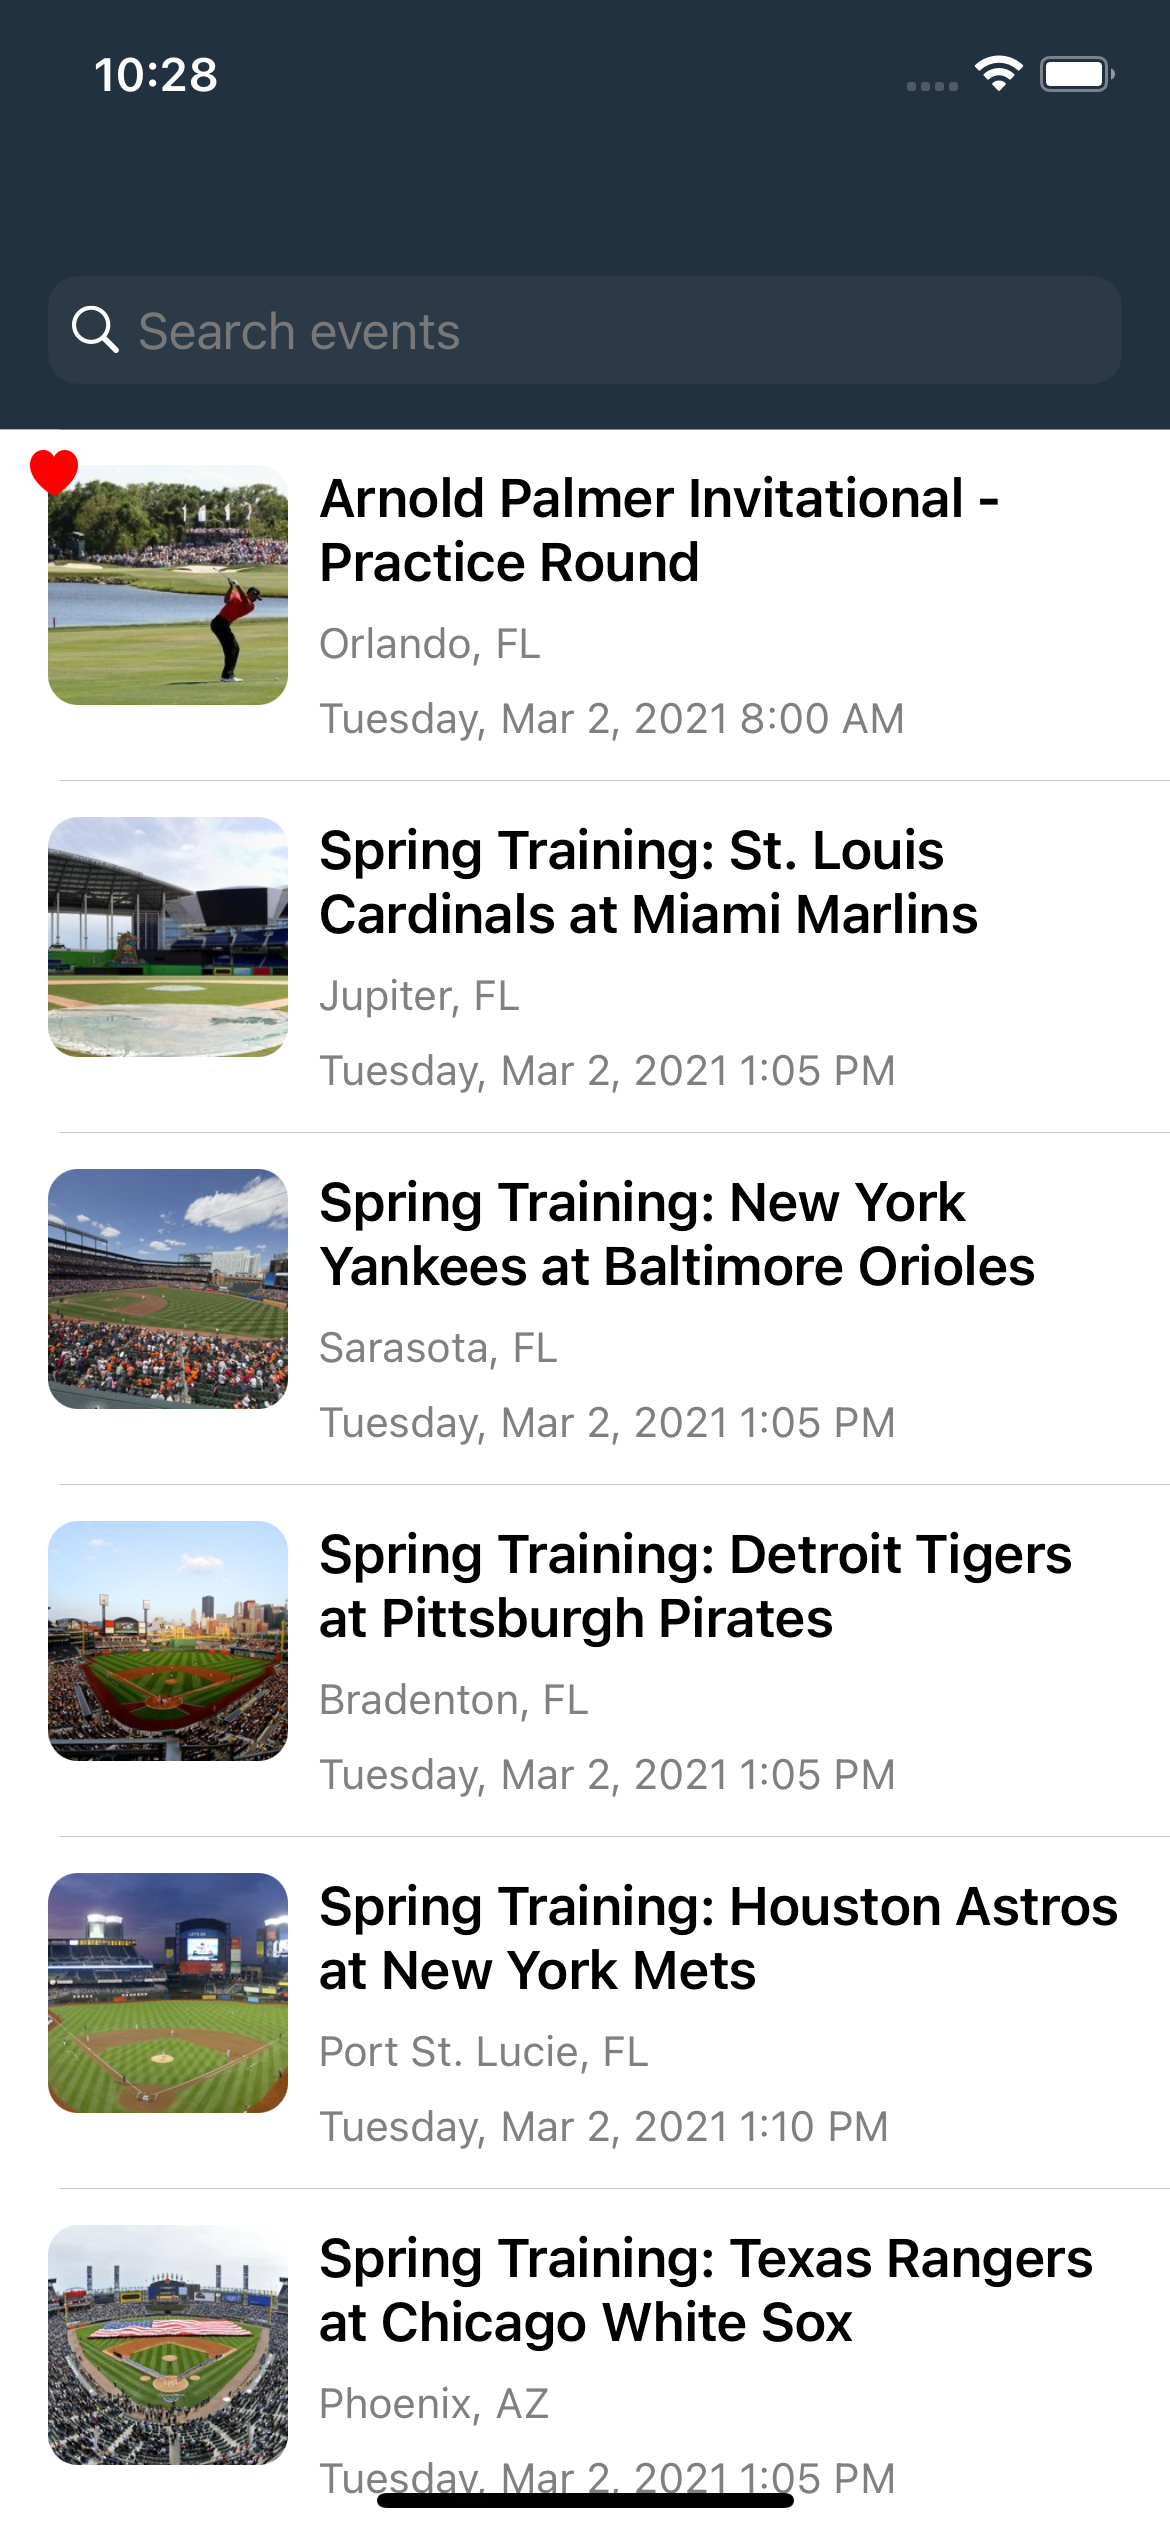 10:28
Search events
Arnold Palmer Invitational -
Practice Round
Orlando, FL
Tuesday, Mar 2, 2021 8:00 AM
Spring Training: St. Louis
Cardinals at Miami Marlins
Jupiter, FL
Tuesday, Mar 2, 2021 1:05 PM
Spring Training: New York
Yankees at Baltimore Orioles
Sarasota, FL
Tuesday, Mar 2, 2021 1:05 PM
Spring Training: Detroit Tigers
at Pittsburgh Pirates
Bradenton, FL
Tuesday, Mar 2, 2021 1:05 PM
Spring Training: Houston Astros
at New York Mets
Port St. Lucie, FL
Tuesday, Mar 2, 2021 1:10 PM
Spring Training: Texas Rangers
at Chicago White Sox
Phoenix, AZ
Tuesday, Mar 2, 2021 1:05 PM